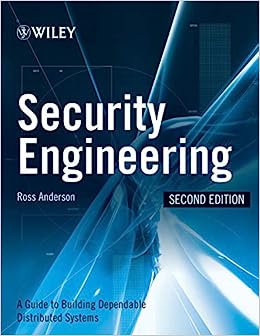 WILEY
Security
Engineering
Ross Anderson
SECOND EDITION
A Guide to Building Dependable
Distributed Systems